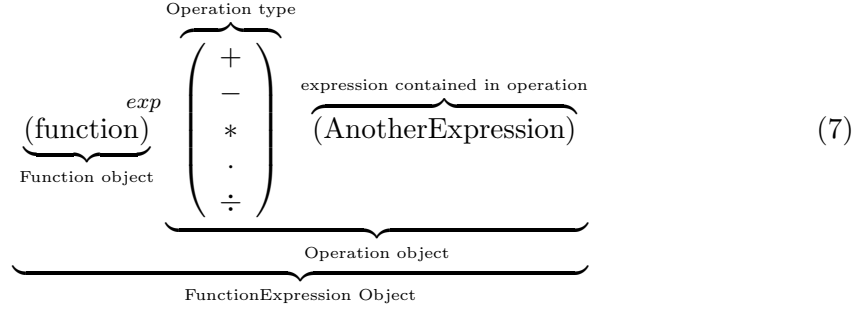 Operation type
+
−
expression contained in operation
(function)^{exp} * (AnotherExpression) (7)
·
÷
Function object
Operation object
FunctionExpression Object